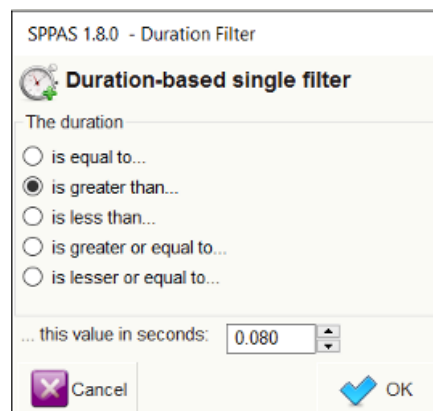 SPPAS 1.8.0 - Duration Filter
Duration-based single filter
The duration
is equal to...
is greater than...
is less than...
is greater or equal to...
is lesser or equal to...
... this value in seconds: 0.080
Cancel OK